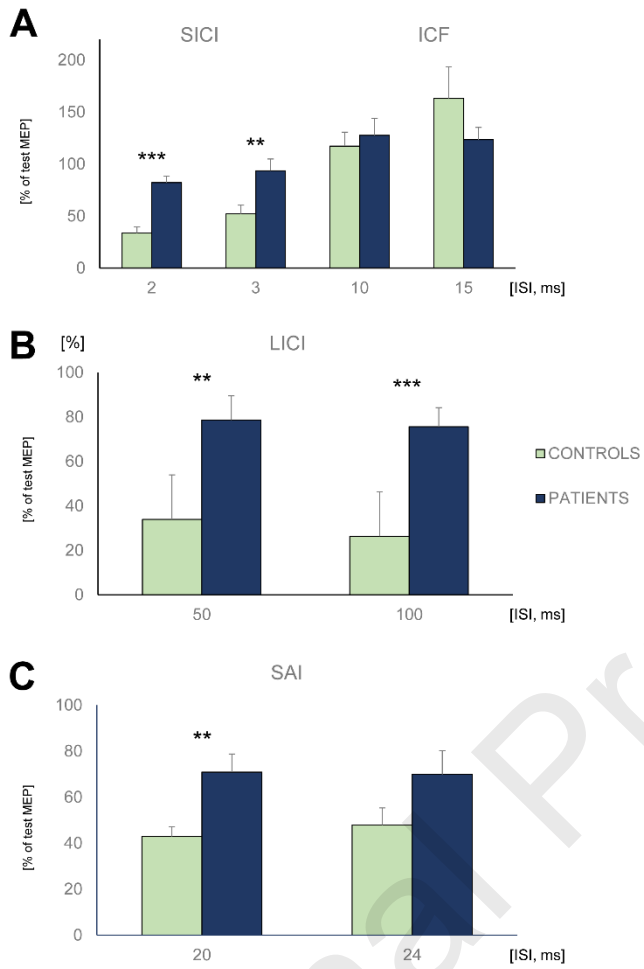 A
SICI ICF
[% of test MEP]
200
150
100
50
0
*** **
2 3 10 15 [ISI, ms]
B
[%] LICI
[% of test MEP]
100
80
60
40
20
0
** ***
CONTROLS
PATIENTS
50 100 [ISI, ms]
C
SAI
[% of test MEP]
100
80
60
40
20
0
**
20 24 [ISI, ms]
al Pr